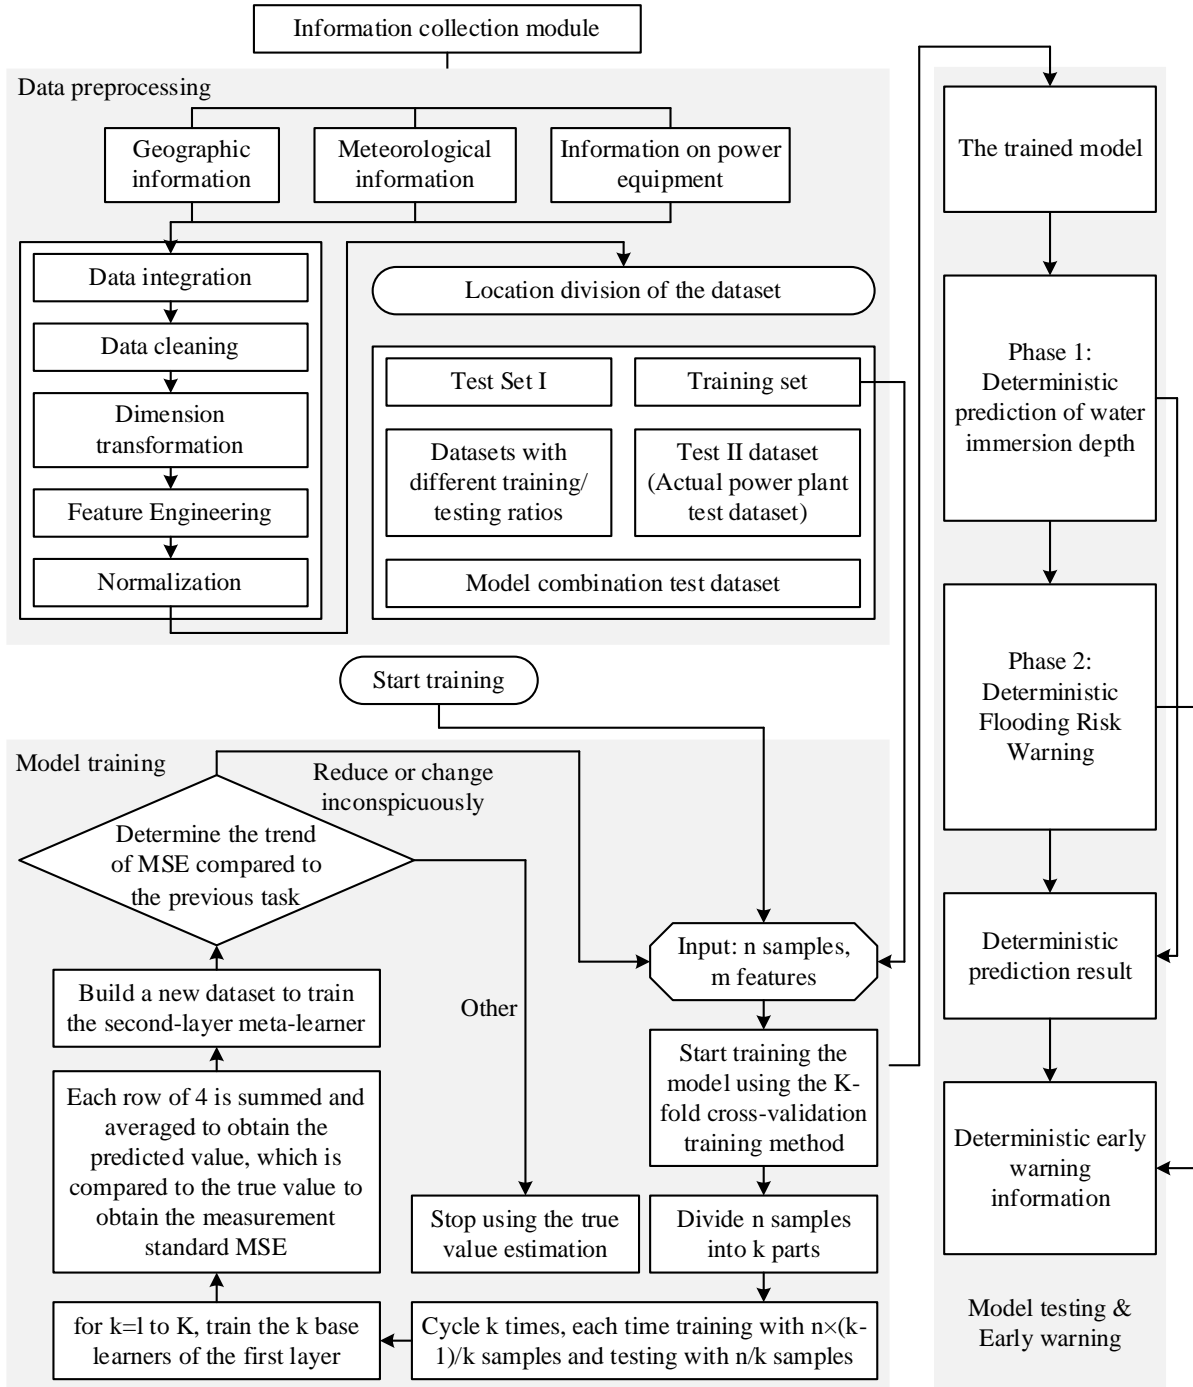 Information collection module
Data preprocessing
Geographic
information
Meteorological
information
Information on power
equipment
Data integration
Data cleaning
Dimension
transformation
Feature Engineering
Normalization
Location division of the dataset
Test Set I
Training set
Datasets with
different training/
testing ratios
Test II dataset
(Actual power plant
test dataset)
Model combination test dataset
Start training
Model training
Reduce or change
inconspicuously
Determine the trend
of MSE compared to
the previous task
Build a new dataset to train
the second-layer meta-learner
Each row of 4 is summed and
averaged to obtain the
predicted value, which is
compared to the true value to
obtain the measurement
standard MSE
for k=l to K, train the k base
learners of the first layer
Other
Stop using the true
value estimation
Input: n samples,
m features
Start training the
model using the K-
fold cross-validation
training method
Divide n samples
into k parts
Cycle k times, each time training with n×(k-
1)/k samples and testing with n/k samples
The trained model
Phase 1:
Deterministic
prediction of water
immersion depth
Phase 2:
Deterministic
Flooding Risk
Warning
Deterministic
prediction result
Deterministic early
warning
information
Model testing &
Early warning